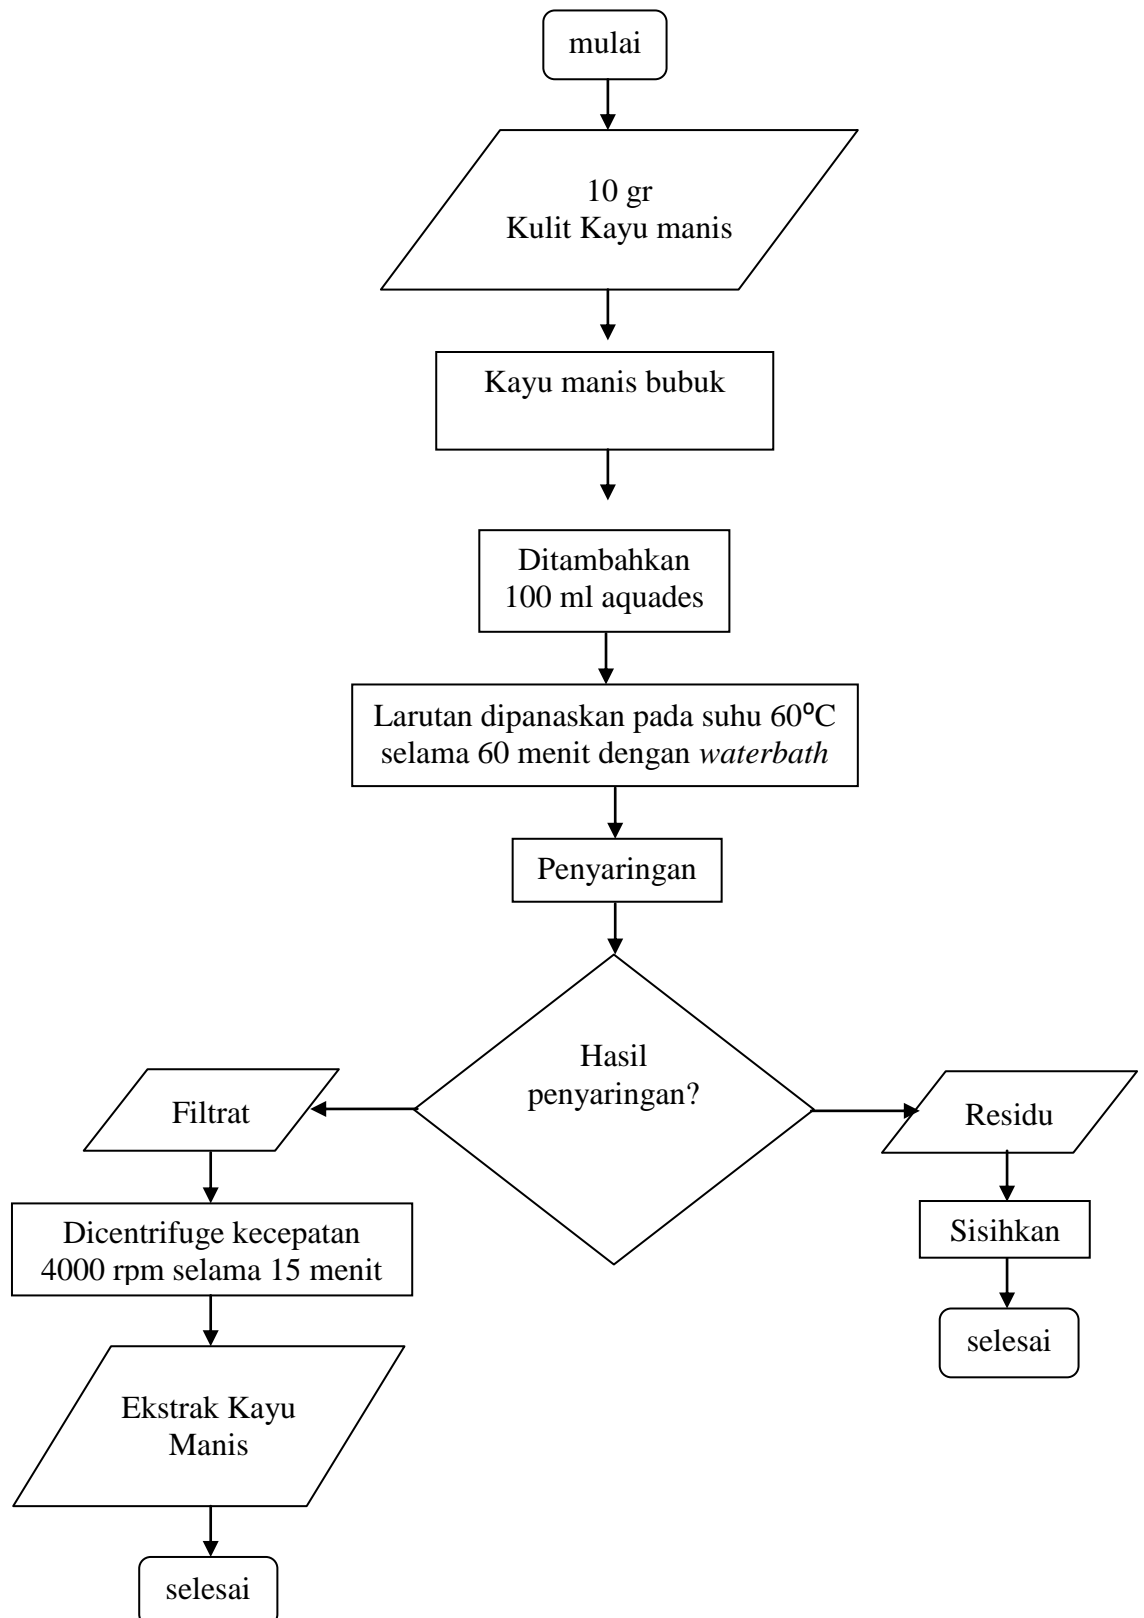 mulai
10 gr
Kulit Kayu manis
Kayu manis bubuk
Ditambahkan
100 ml aquades
Larutan dipanaskan pada suhu 60⁰C
selama 60 menit dengan waterbath
Penyaringan
Hasil
penyaringan?
Filtrat
Residu
Dicentrifuge kecepatan
4000 rpm selama 15 menit
Sisihkan
selesai
Ekstrak Kayu
Manis
selesai